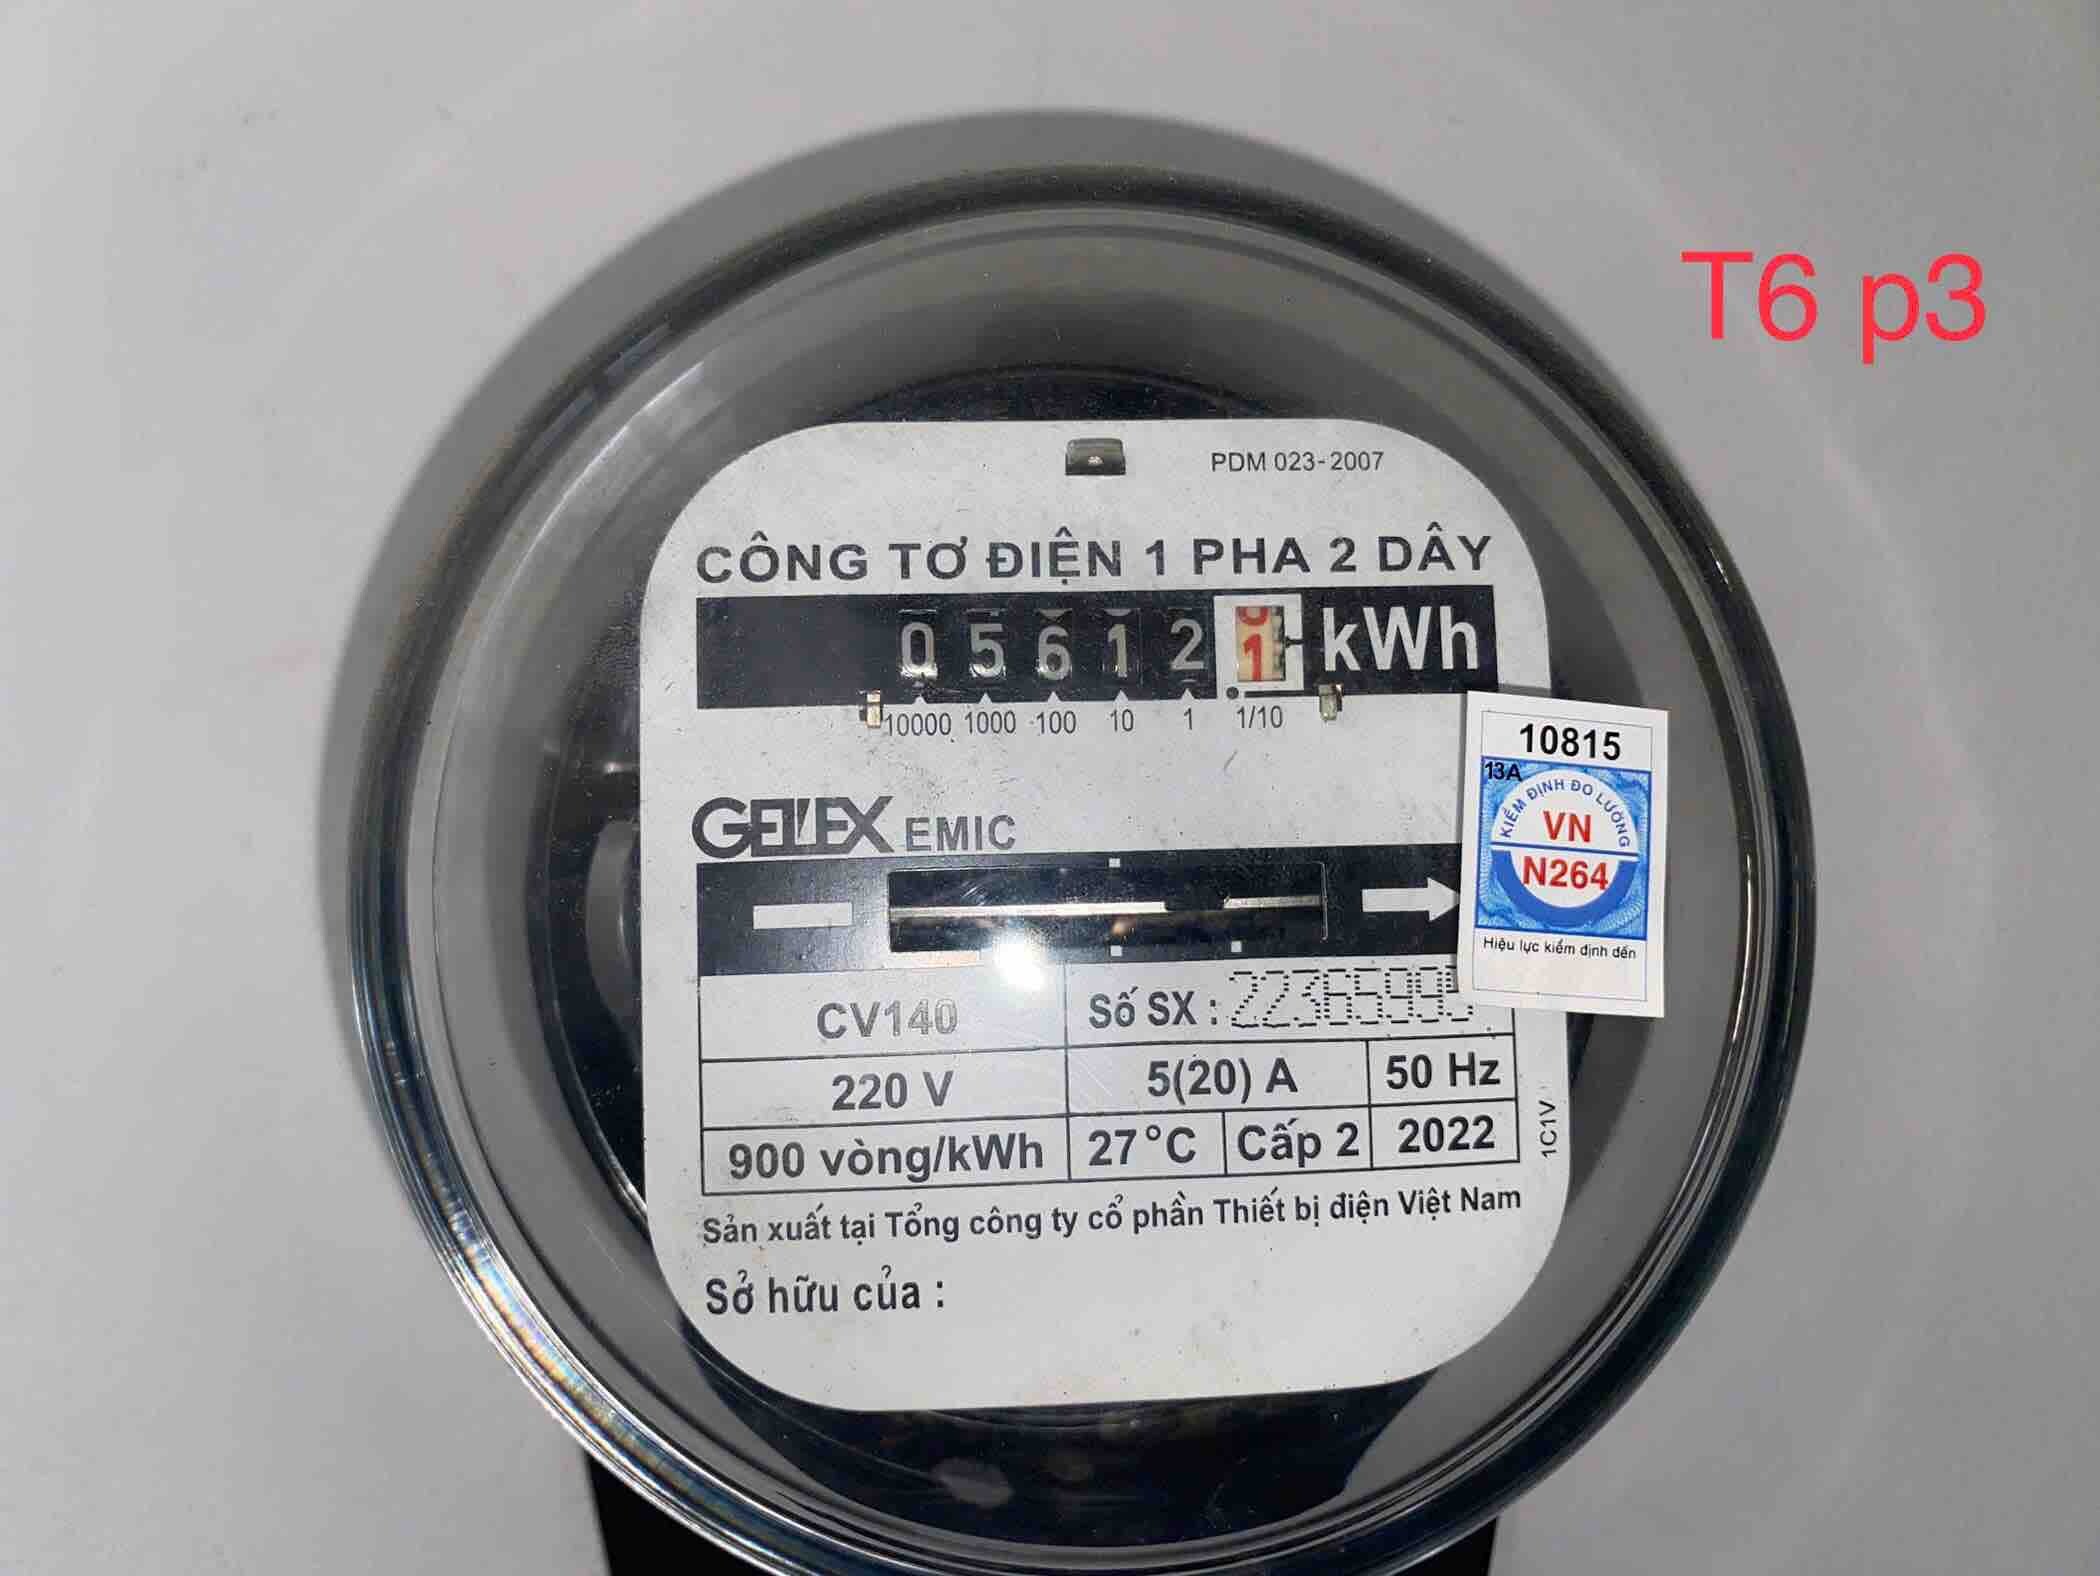 T6 p3
PDM 023-2007
CÔNG TƠ ĐIỆN 1 PHA 2 DÂY
0 5 6 1 2 1 kWh
10000 1000 100 10 1 1/10
10815
13A
KIỂM ĐỊNH ĐO LƯỜNG
VN
N264
Hiệu lực kiểm định đến
GELEX EMIC
CV140 Số SX :
220 V 5(20) A 50 Hz
900 vòng/kWh 27°C Cấp 2 2022
1C1V
Sản xuất tại Tổng công ty cổ phần Thiết bị điện Việt Nam
Sở hữu của :